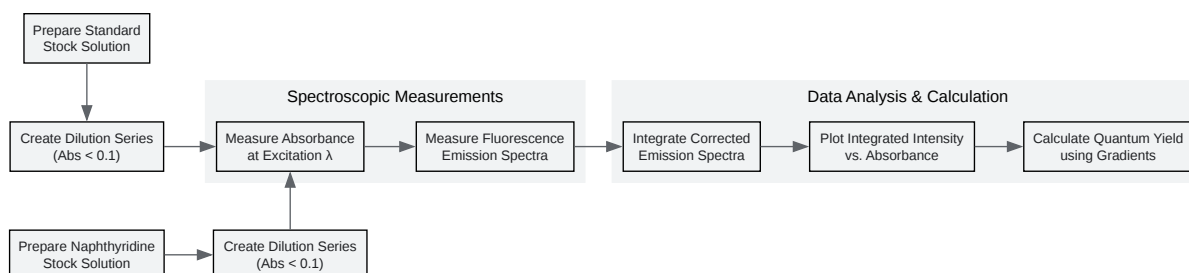 Prepare Standard
Stock Solution
Spectroscopic Measurements
Data Analysis & Calculation
Create Dilution Series
(Abs < 0.1)
Measure Absorbance
at Excitation λ
Measure Fluorescence
Emission Spectra
Integrate Corrected
Emission Spectra
Plot Integrated Intensity
vs. Absorbance
Calculate Quantum Yield
using Gradients
Prepare Naphthyridine
Stock Solution
Create Dilution Series
(Abs < 0.1)